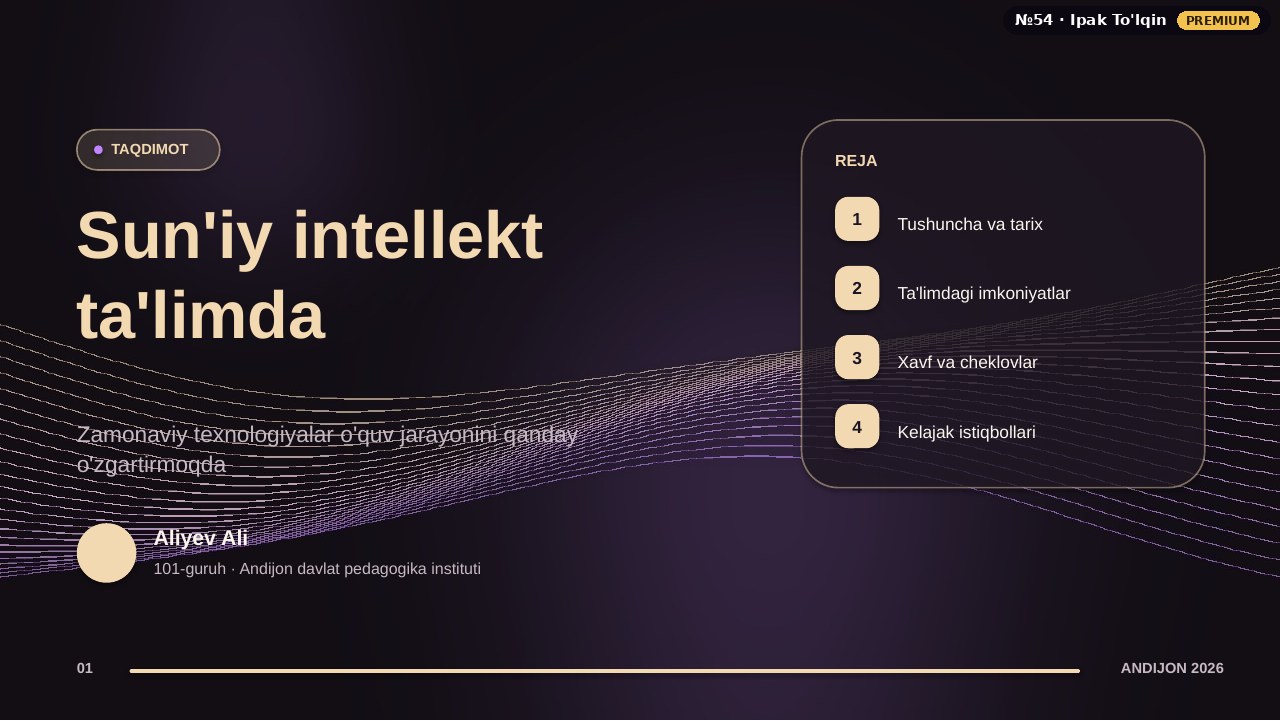 №54 · Ipak To'lqin PREMIUM
TAQDIMOT
Sun'iy intellekt
ta'limda
Zamonaviy texnologiyalar o'quv jarayonini qanday
o'zgartirmoqda
Aliyev Ali
101-guruh · Andijon davlat pedagogika instituti
REJA
1 Tushuncha va tarix
2 Ta'limdagi imkoniyatlar
3 Xavf va cheklovlar
4 Kelajak istiqbollari
01
ANDIJON 2026